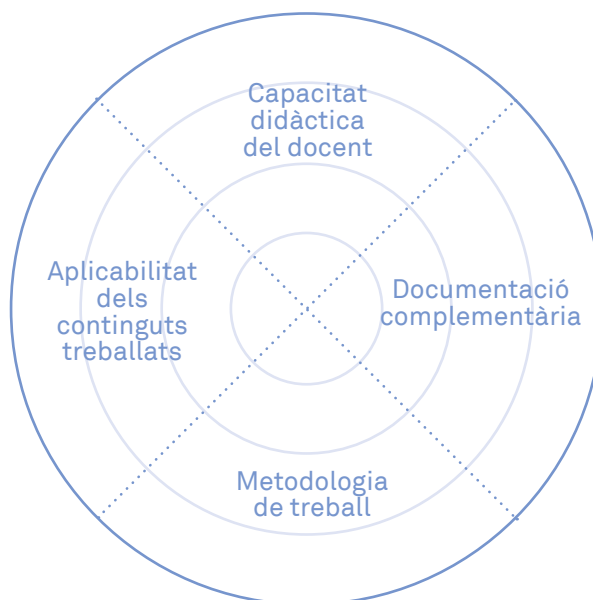 Capacitat
didàctica
del docent
Aplicabilitat
dels
continguts
treballats
Documentació
complementària
Metodologia
de treball